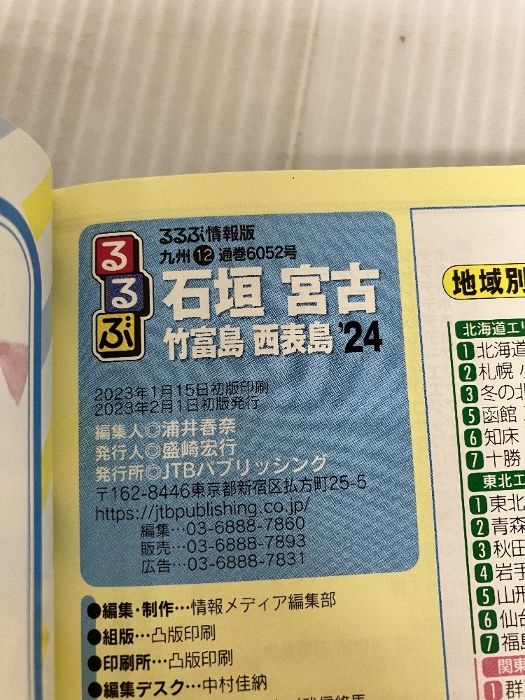 るるぶ
るるぶ情報版
九州⑫通巻6052号
石垣 宮古
竹富島 西表島 '24
2023年1月15日初版印刷
2023年2月1日初版発行
編集人◎浦井春奈
発行人◎盛崎宏行
発行所◎JTBパブリッシング
〒162-8446東京都新宿区払方町25-5
https://jtbpublishing.co.jp/
編集…03-6888-7860
販売…03-6888-7893
広告…03-6888-7831
●編集・制作…情報メディア編集部
●組版…凸版印刷
●印刷所…凸版印刷
●編集デスク…中村佳納
地域別
北海道エリ
1 北海道
2 札幌
3 冬の北
5 函館
6 知床
7 十勝
東北エ
1 東北
2 青森
3 秋田
4 岩手
5 山形
6 仙台
7 福島
関東
1 群